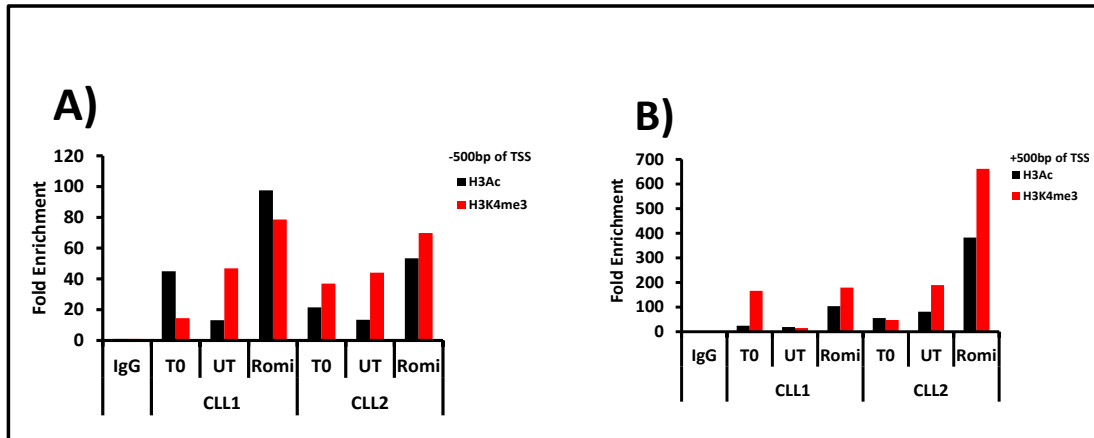 A)
-500bp of TSS
H3Ac
H3K4me3
Fold Enrichment
120
100
80
60
40
20
0
IgG T0 UT Romi T0 UT Romi
CLL1 CLL2
B)
+500bp of TSS
H3Ac
H3K4me3
Fold Enrichment
700
600
500
400
300
200
100
0
IgG T0 UT Romi T0 UT Romi
CLL1 CLL2